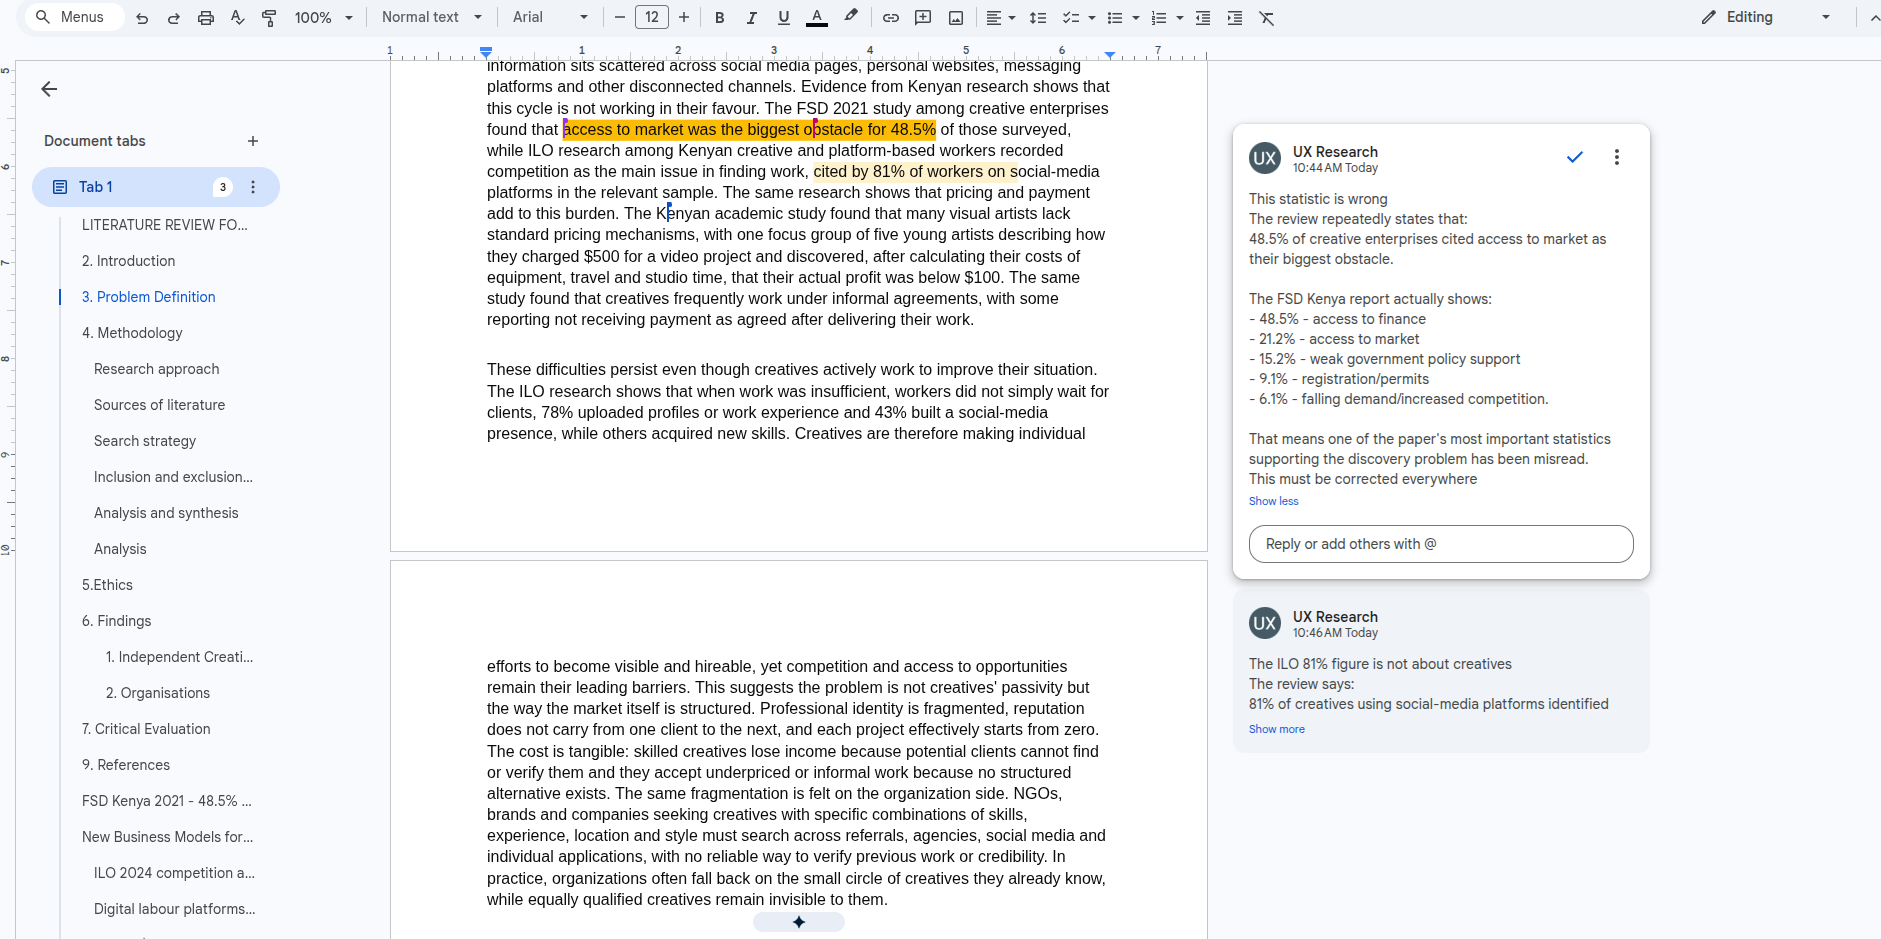 Menus
100%
Normal text
Arial
12
B
I
U
A
Editing
1 1 2 3 4 5 6 7
5
6
7
8
9
10
Document tabs
Tab 1
3
LITERATURE REVIEW FO...
2. Introduction
3. Problem Definition
4. Methodology
Research approach
Sources of literature
Search strategy
Inclusion and exclusion...
Analysis and synthesis
Analysis
5.Ethics
6. Findings
1. Independent Creati...
2. Organisations
7. Critical Evaluation
9. References
FSD Kenya 2021 - 48.5% ...
New Business Models for...
ILO 2024 competition a...
Digital labour platforms...
information sits scattered across social media pages, personal websites, messaging
platforms and other disconnected channels. Evidence from Kenyan research shows that
this cycle is not working in their favour. The FSD 2021 study among creative enterprises
found that access to market was the biggest obstacle for 48.5% of those surveyed,
while ILO research among Kenyan creative and platform-based workers recorded
competition as the main issue in finding work, cited by 81% of workers on social-media
platforms in the relevant sample. The same research shows that pricing and payment
add to this burden. The Kenyan academic study found that many visual artists lack
standard pricing mechanisms, with one focus group of five young artists describing how
they charged $500 for a video project and discovered, after calculating their costs of
equipment, travel and studio time, that their actual profit was below $100. The same
study found that creatives frequently work under informal agreements, with some
reporting not receiving payment as agreed after delivering their work.
These difficulties persist even though creatives actively work to improve their situation.
The ILO research shows that when work was insufficient, workers did not simply wait for
clients, 78% uploaded profiles or work experience and 43% built a social-media
presence, while others acquired new skills. Creatives are therefore making individual
efforts to become visible and hireable, yet competition and access to opportunities
remain their leading barriers. This suggests the problem is not creatives' passivity but
the way the market itself is structured. Professional identity is fragmented, reputation
does not carry from one client to the next, and each project effectively starts from zero.
The cost is tangible: skilled creatives lose income because potential clients cannot find
or verify them and they accept underpriced or informal work because no structured
alternative exists. The same fragmentation is felt on the organization side. NGOs,
brands and companies seeking creatives with specific combinations of skills,
experience, location and style must search across referrals, agencies, social media and
individual applications, with no reliable way to verify previous work or credibility. In
practice, organizations often fall back on the small circle of creatives they already know,
while equally qualified creatives remain invisible to them.
UX
UX Research
10:44 AM Today
This statistic is wrong
The review repeatedly states that:
48.5% of creative enterprises cited access to market as
their biggest obstacle.
The FSD Kenya report actually shows:
- 48.5% - access to finance
- 21.2% - access to market
- 15.2% - weak government policy support
- 9.1% - registration/permits
- 6.1% - falling demand/increased competition.
That means one of the paper's most important statistics
supporting the discovery problem has been misread.
This must be corrected everywhere
Show less
Reply or add others with @
UX
UX Research
10:46 AM Today
The ILO 81% figure is not about creatives
The review says:
81% of creatives using social-media platforms identified
Show more